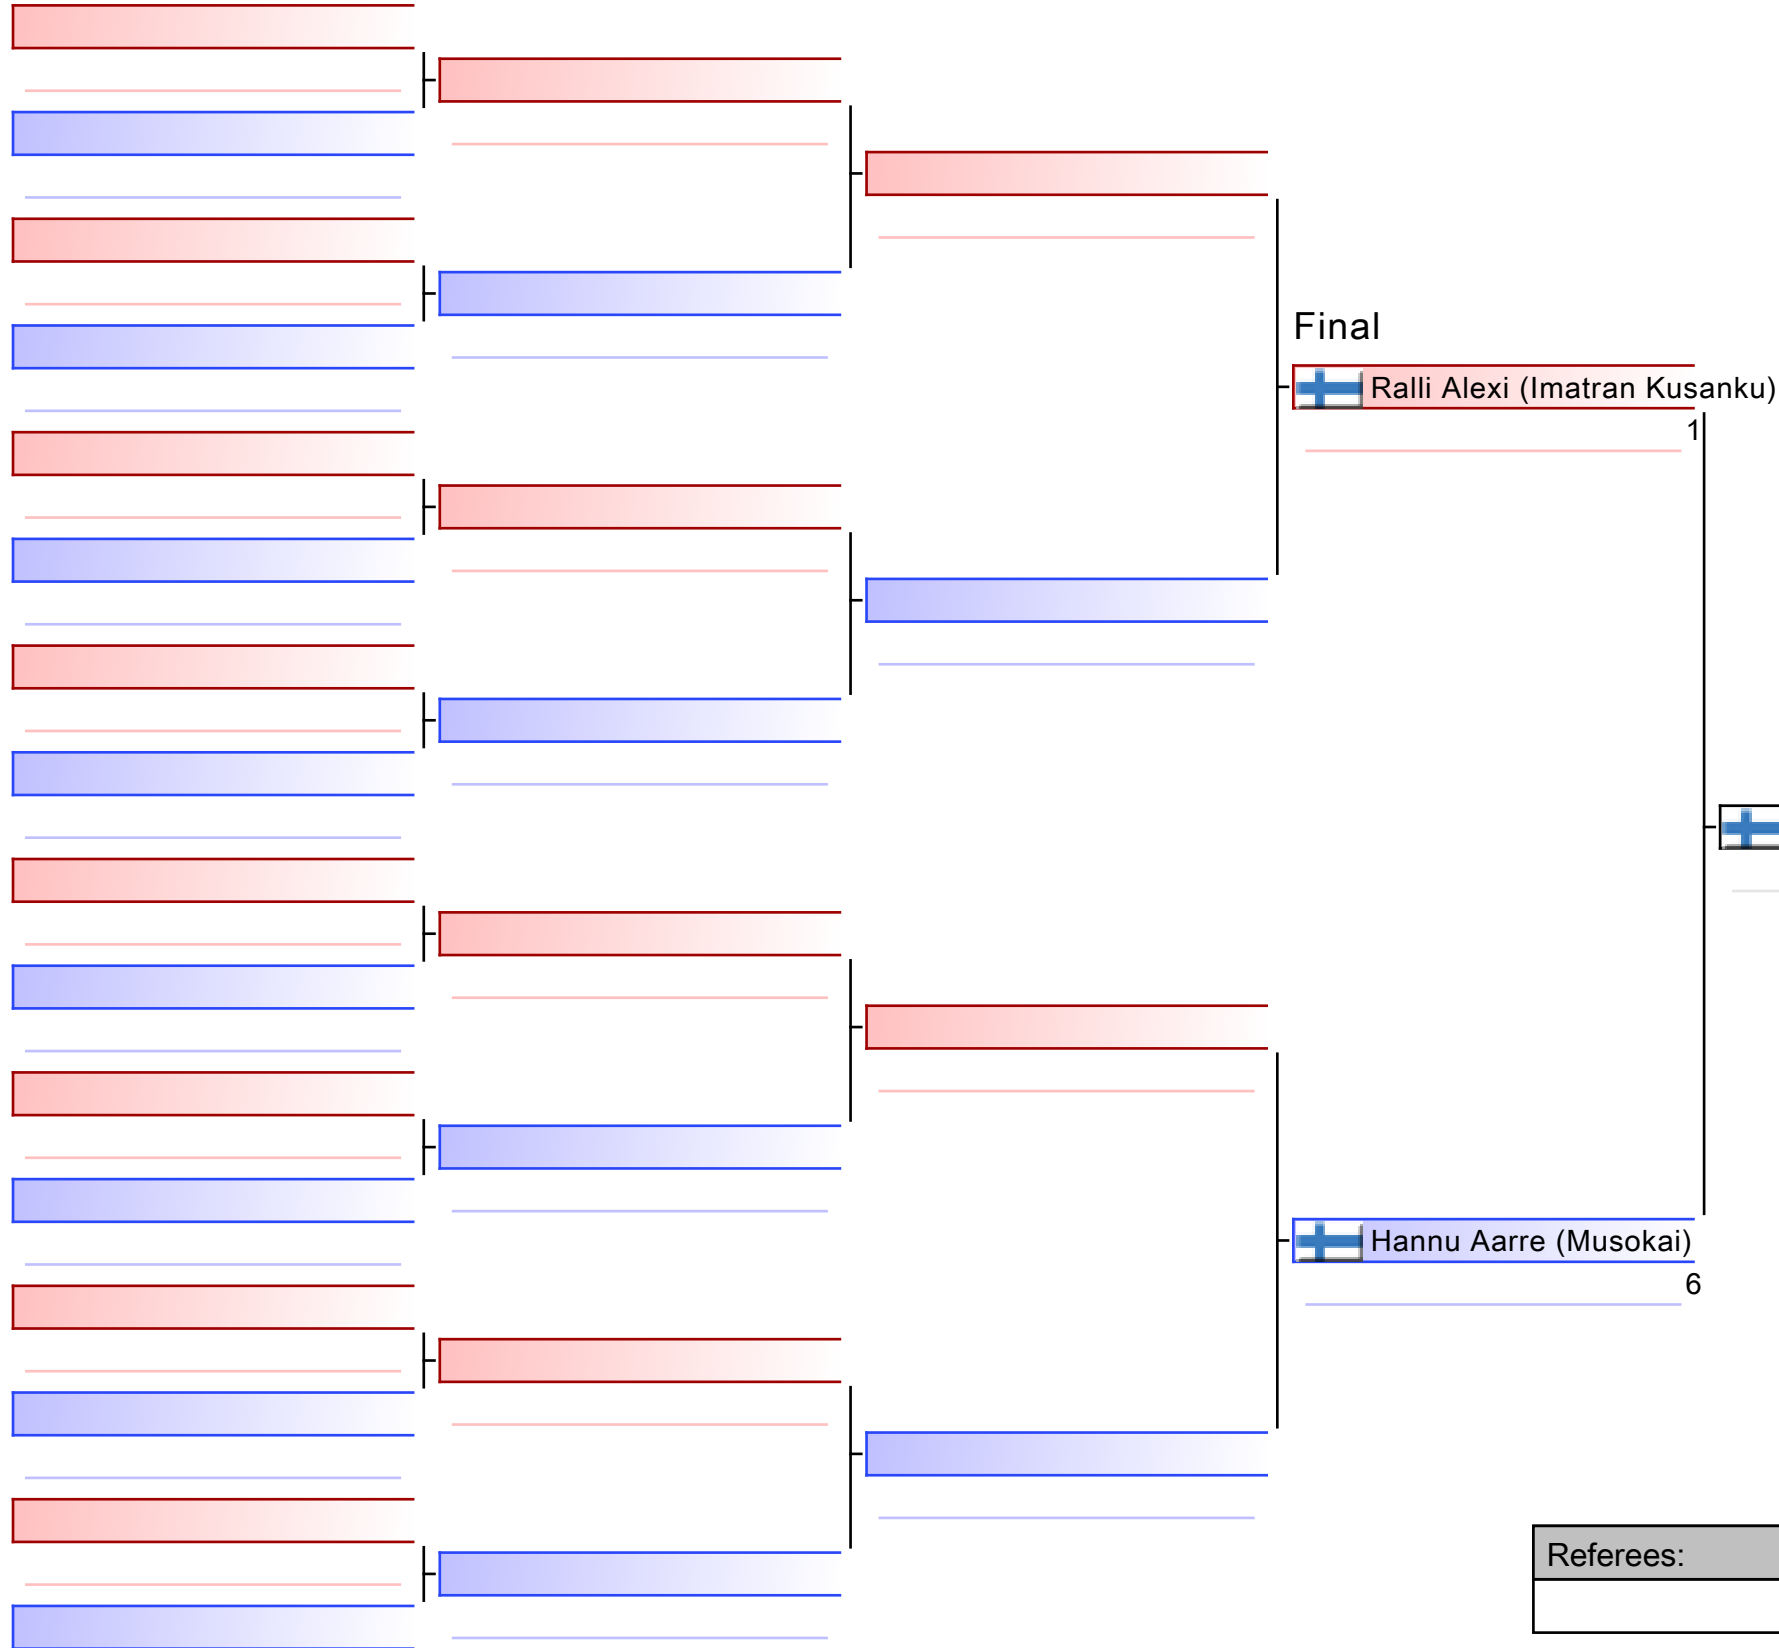 Final
Ralli Alexi (Imatran Kusanku)
1
Hannu Aarre (Musokai)
6
Referees: